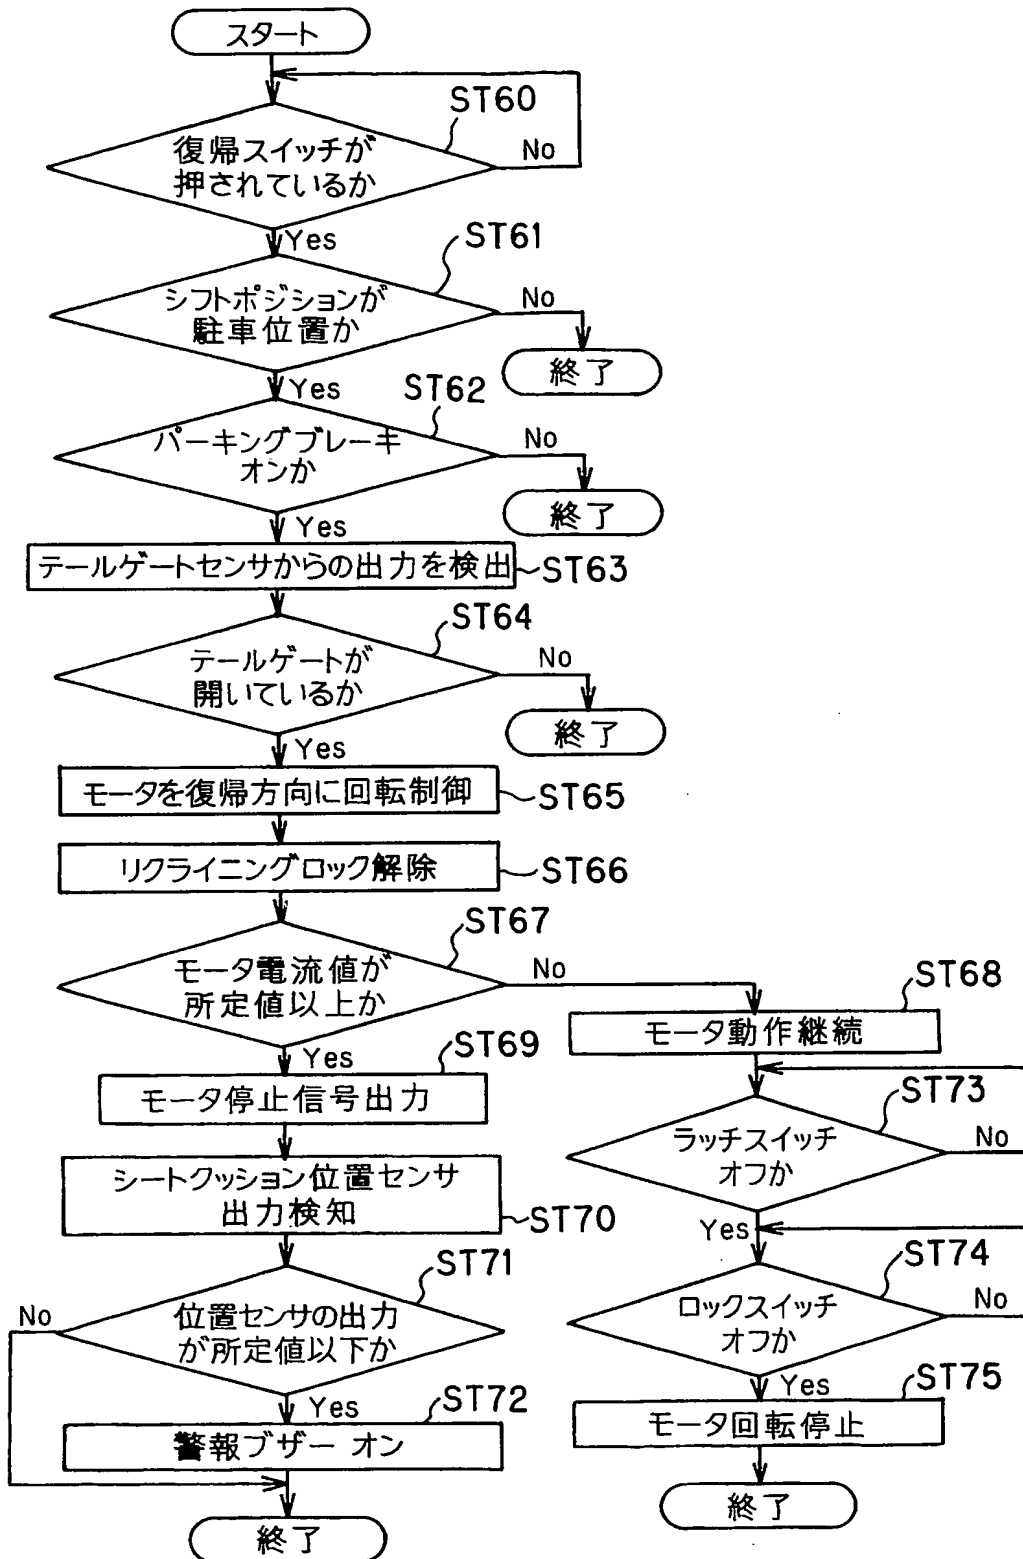 スタート
ST60
復帰スイッチが
押されているか
No
Yes
ST61
シフトポジションが
駐車位置か
No
終了
Yes
ST62
パーキングブレーキ
オンか
No
終了
Yes
テールゲートセンサからの出力を検出
ST63
ST64
テールゲートが
開いているか
No
終了
Yes
モータを復帰方向に回転制御
ST65
リクライニングロック解除
ST66
ST67
モータ電流値が
所定値以上か
No
Yes
ST68
モータ動作継続
ST69
モータ停止信号出力
ST73
ラッチスイッチ
オフか
No
Yes
シートクッション位置センサ
出力検知
ST70
ST74
ロックスイッチ
オフか
No
Yes
ST71
位置センサの出力
が所定値以下か
No
Yes
ST75
モータ回転停止
終了
ST72
警報ブザー オン
終了